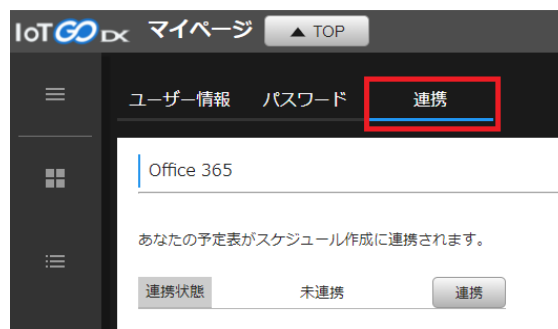 IoT GO DX マイページ ▲ TOP
ユーザー情報 パスワード 連携
Office 365
あなたの予定表がスケジュール作成に連携されます。
連携状態 未連携 連携